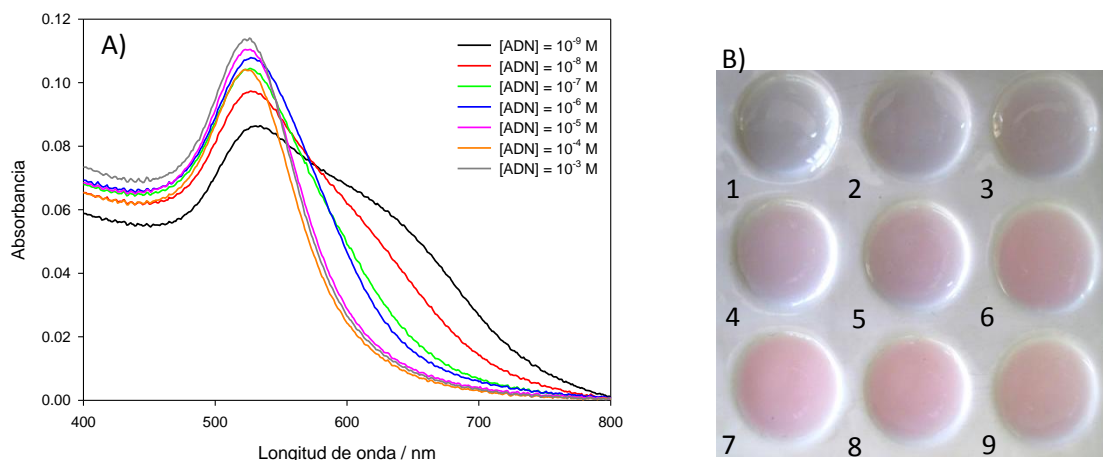 A)
0.12
0.10
0.08
0.06
0.04
0.02
0.00
Absorbancia
400 500 600 700 800
Longitud de onda / nm
[ADN] = 10⁻⁹ M
[ADN] = 10⁻⁸ M
[ADN] = 10⁻⁷ M
[ADN] = 10⁻⁶ M
[ADN] = 10⁻⁵ M
[ADN] = 10⁻⁴ M
[ADN] = 10⁻³ M
B)
1 2 3
4 5 6
7 8 9